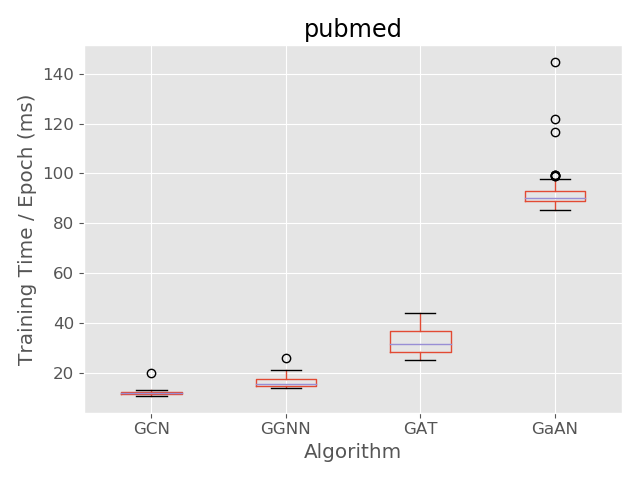 pubmed
Training Time / Epoch (ms)
140
120
100
80
60
40
20
GCN
GGNN
GAT
GaAN
Algorithm